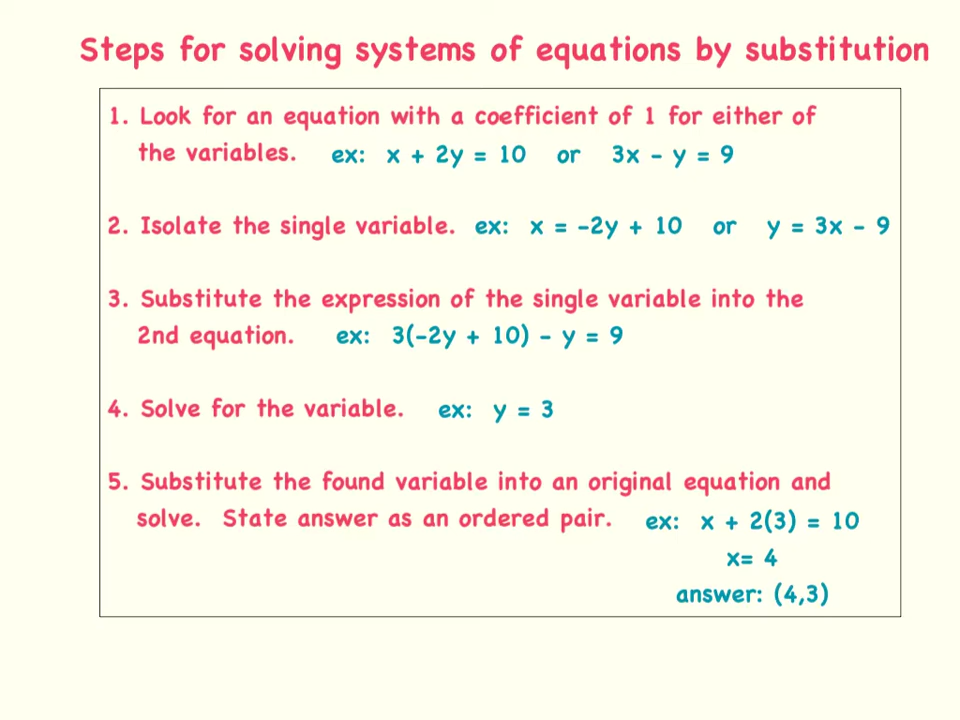 Steps for solving systems of equations by substitution
1. Look for an equation with a coefficient of 1 for either of
the variables. ex: x + 2y = 10 or 3x - y = 9
2. Isolate the single variable. ex: x = -2y + 10 or y = 3x - 9
3. Substitute the expression of the single variable into the
2nd equation. ex: 3(-2y + 10) - y = 9
4. Solve for the variable. ex: y = 3
5. Substitute the found variable into an original equation and
solve. State answer as an ordered pair. ex: x + 2(3) = 10
x= 4
answer: (4,3)